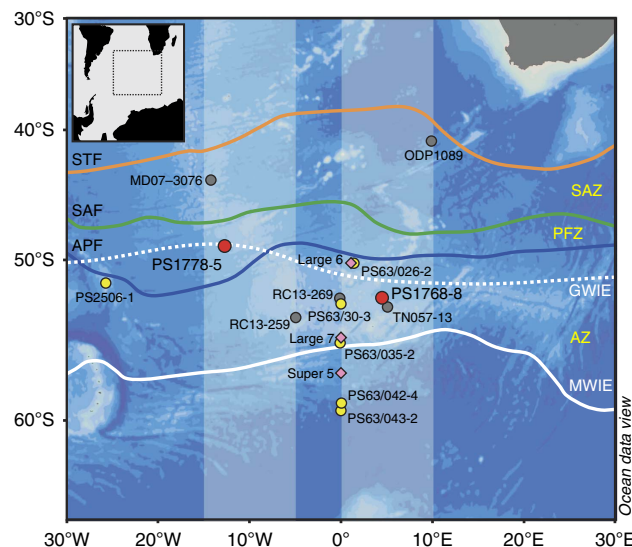 30°S
40°S
STF
ODP1089
MD07–3076
SAZ
SAF
PFZ
APF
50°S
PS1778-5
Large 6
PS63/026-2
PS2506-1
RC13-269
PS1768-8
GWIE
PS63/30-3
TN057-13
RC13-259
Large 7
AZ
PS63/035-2
Super 5
MWIE
PS63/042-4
PS63/043-2
60°S
Ocean data view
30°W
20°W
10°W
0°
10°E
20°E
30°E